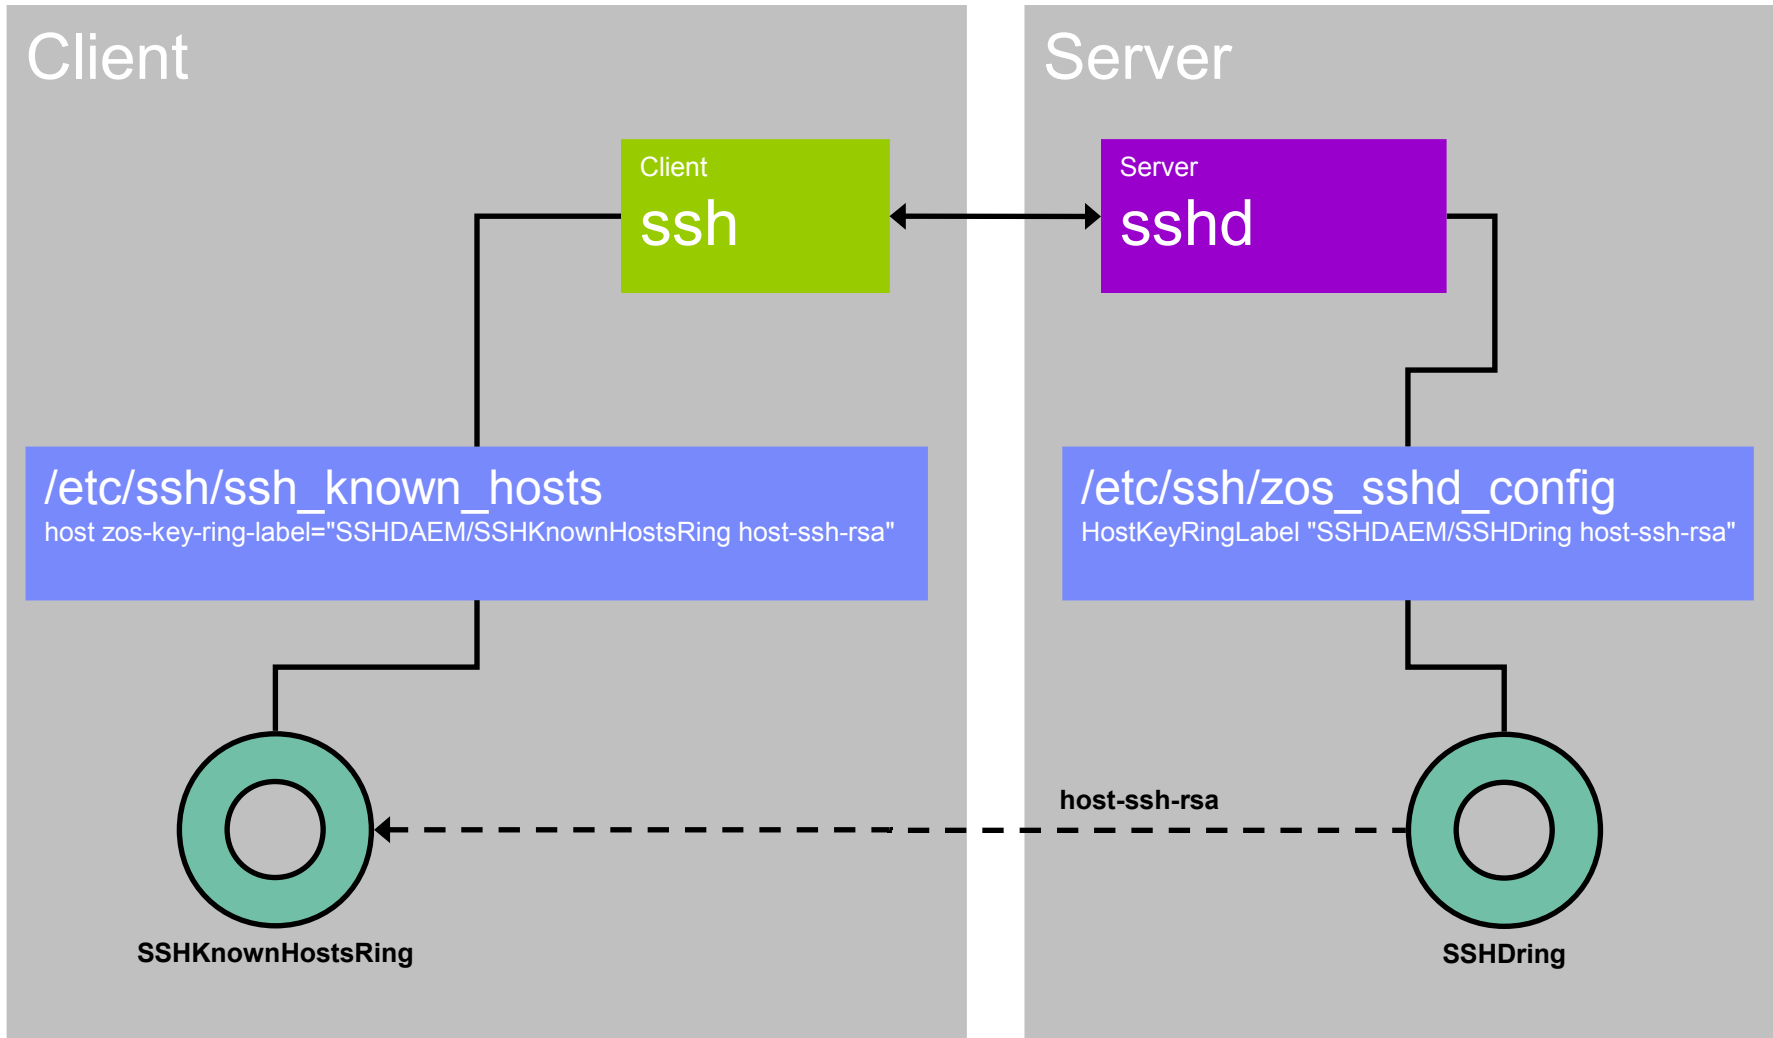 Client
Server
Client
ssh
Server
sshd
/etc/ssh/ssh_known_hosts
host zos-key-ring-label="SSHDAEM/SSHKnownHostsRing host-ssh-rsa"
/etc/ssh/zos_sshd_config
HostKeyRingLabel "SSHDAEM/SSHDring host-ssh-rsa"
host-ssh-rsa
SSHKnownHostsRing
SSHDring